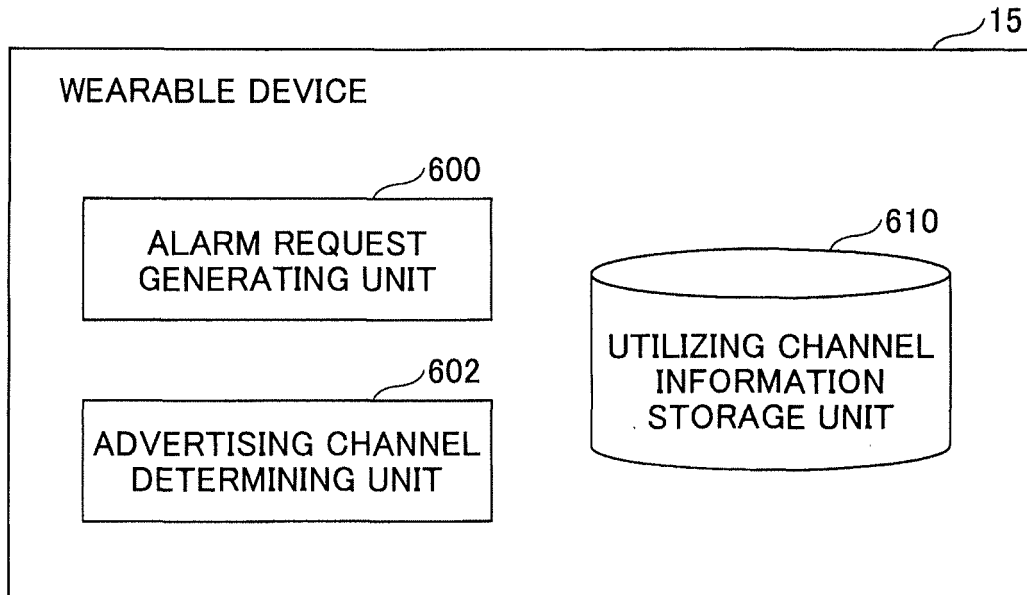 15
WEARABLE DEVICE
600
ALARM REQUEST
GENERATING UNIT
602
ADVERTISING CHANNEL
DETERMINING UNIT
610
UTILIZING CHANNEL
INFORMATION
STORAGE UNIT